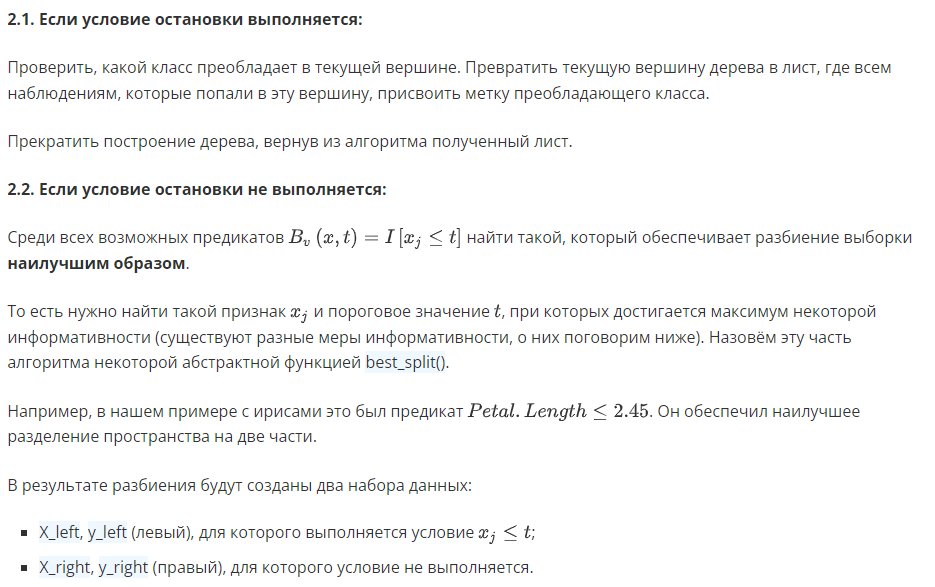 2.1. Если условие остановки выполняется:
Проверить, какой класс преобладает в текущей вершине. Превратить текущую вершину дерева в лист, где всем
наблюдениям, которые попали в эту вершину, присвоить метку преобладающего класса.
Прекратить построение дерева, вернув из алгоритма полученный лист.
2.2. Если условие остановки не выполняется:
Среди всех возможных предикатов B_v (x, t) = I [x_j ≤ t] найти такой, который обеспечивает разбиение выборки
наилучшим образом.
То есть нужно найти такой признак x_j и пороговое значение t, при которых достигается максимум некоторой
информативности (существуют разные меры информативности, о них поговорим ниже). Назовём эту часть
алгоритма некоторой абстрактной функцией best_split().
Например, в нашем примере с ирисами это был предикат Petal. Length ≤ 2.45. Он обеспечил наилучшее
разделение пространства на две части.
В результате разбиения будут созданы два набора данных:
▪ X_left, y_left (левый), для которого выполняется условие x_j ≤ t;
▪ X_right, y_right (правый), для которого условие не выполняется.